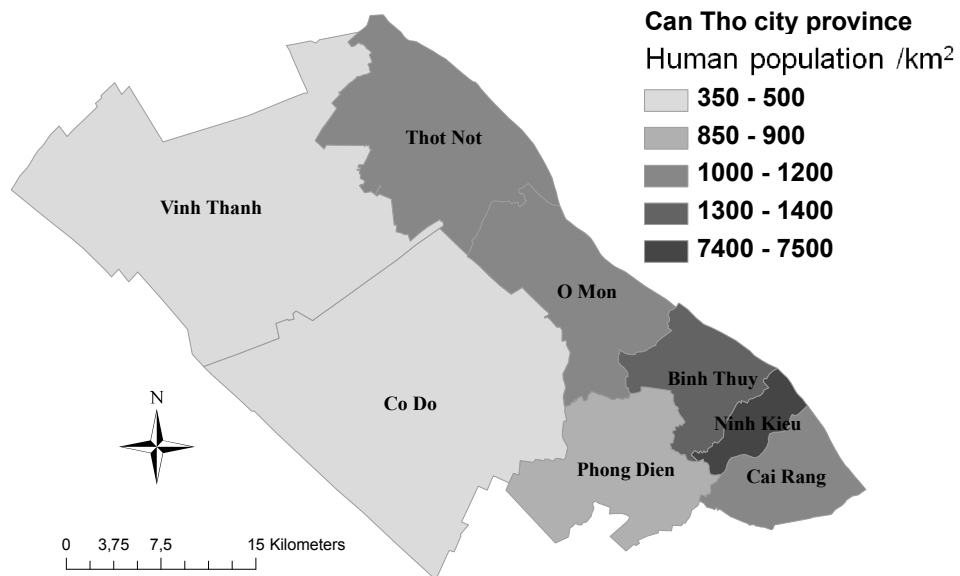 Can Tho city province
Human population /km²
350 - 500
850 - 900
1000 - 1200
1300 - 1400
7400 - 7500
Thot Not
Vinh Thanh
O Mon
Binh Thuy
Co Do
Ninh Kieu
Phong Dien
Cai Rang
N
0 3,75 7,5 15 Kilometers